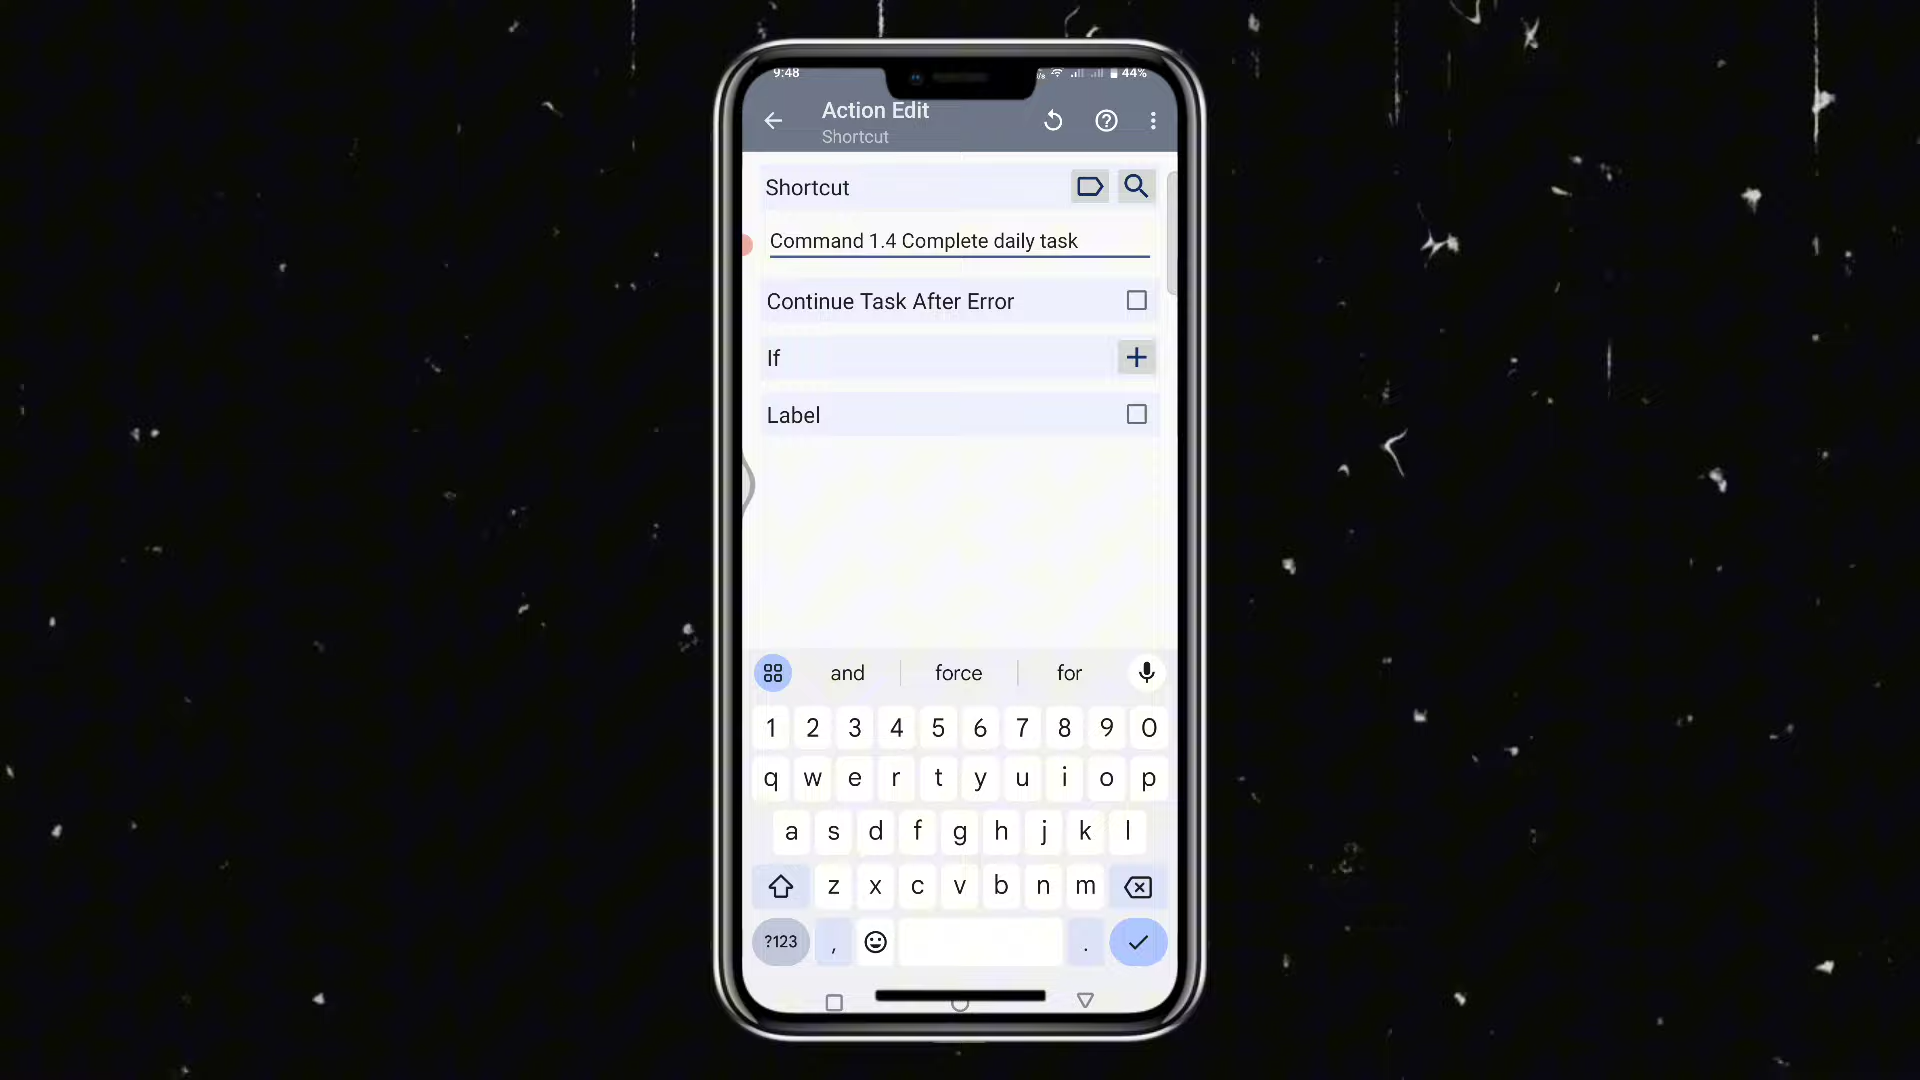 9:48
44%
Action Edit
Shortcut
Shortcut
Command 1.4 Complete daily task
Continue Task After Error
If
Label
and force for
1 2 3 4 5 6 7 8 9 0
q w e r t y u i o p
a s d f g h j k l
z x c v b n m
?123 , .